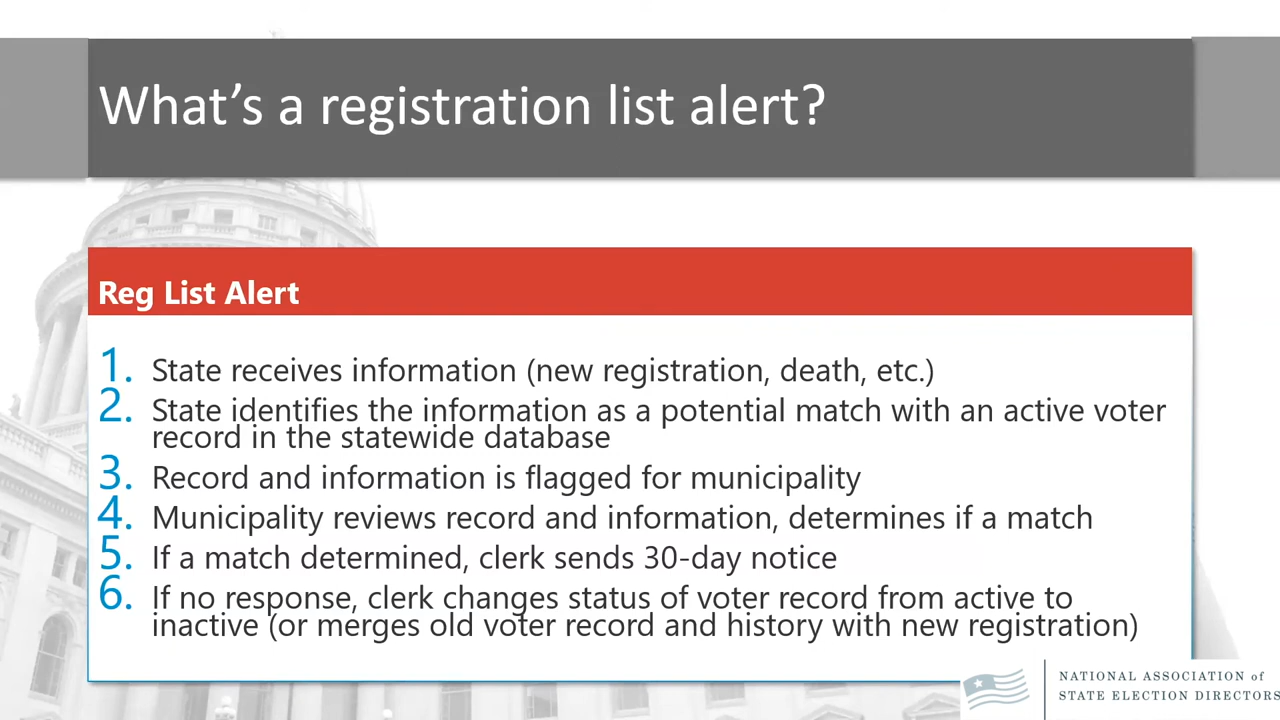 What’s a registration list alert?
Reg List Alert
1. State receives information (new registration, death, etc.)
2. State identifies the information as a potential match with an active voter
record in the statewide database
3. Record and information is flagged for municipality
4. Municipality reviews record and information, determines if a match
5. If a match determined, clerk sends 30-day notice
6. If no response, clerk changes status of voter record from active to
inactive (or merges old voter record and history with new registration)
NATIONAL ASSOCIATION of
STATE ELECTION DIRECTORS